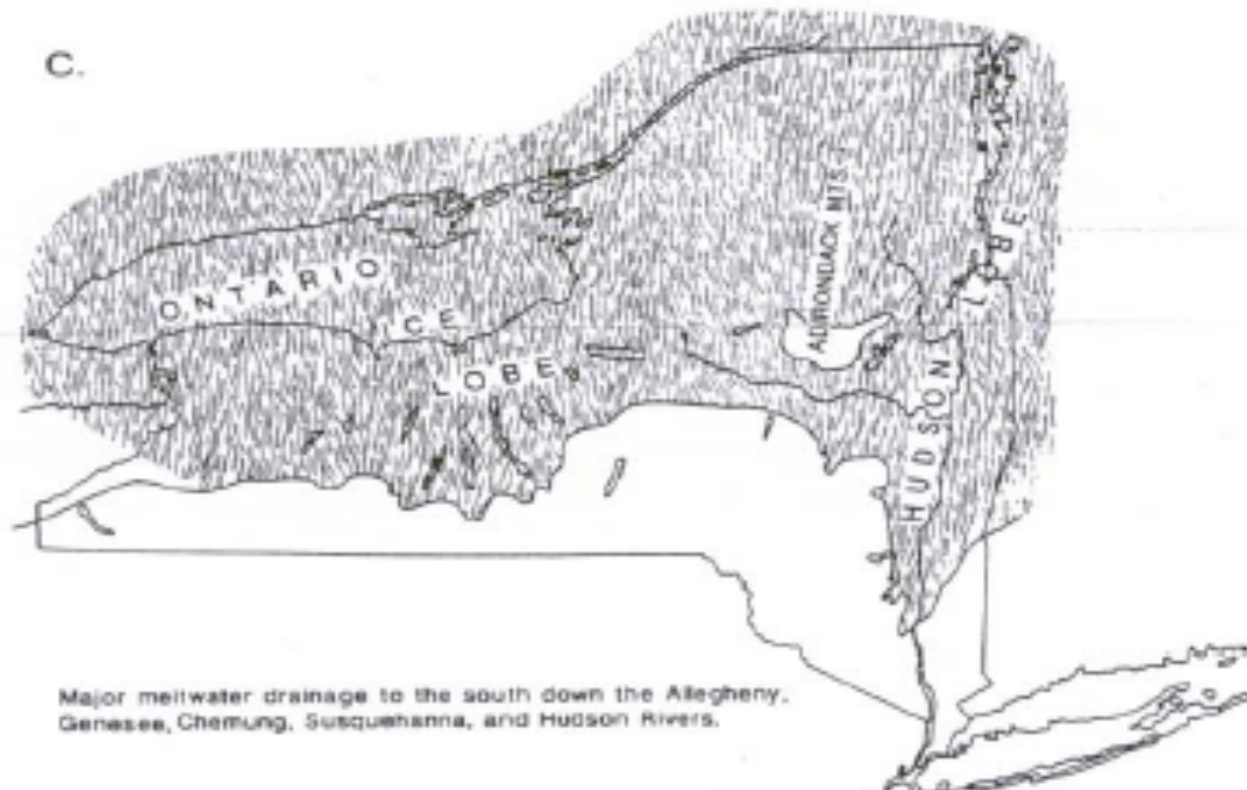 C.
ONTARIO
ICE
LOBE
ADIRONDACK MTS.
HUDSON
LOBE
Major meltwater drainage to the south down the Allegheny,
Genesee, Chemung, Susquehanna, and Hudson Rivers.